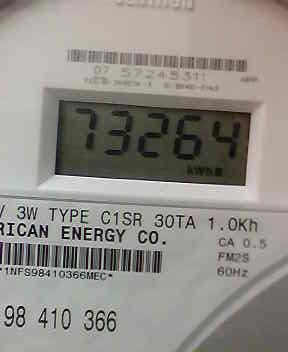 07 57245311
73264
kWh
V 3W TYPE C1SR 30TA 1.0Kh
RICAN ENERGY CO.
CA 0.5
FM2S
*1NFS98410366MEC*
60Hz
98 410 366